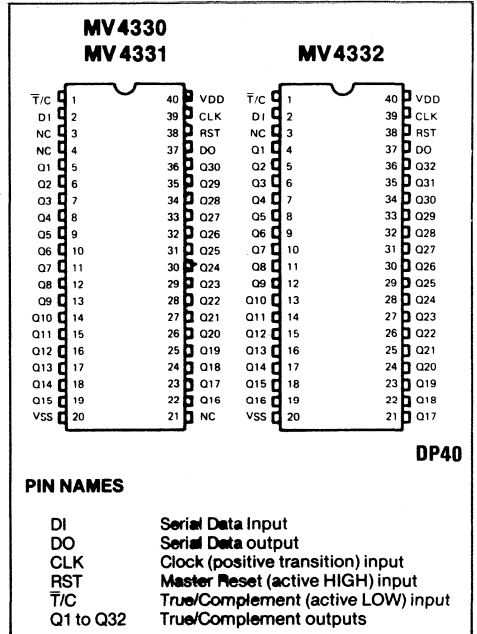 MV4330
MV4331
MV4332
T̅/C 1 40 VDD T̅/C 1 40 VDD
DI 2 39 CLK DI 2 39 CLK
NC 3 38 RST NC 3 38 RST
NC 4 37 DO Q1 4 37 DO
Q1 5 36 Q30 Q2 5 36 Q32
Q2 6 35 Q29 Q3 6 35 Q31
Q3 7 34 Q28 Q4 7 34 Q30
Q4 8 33 Q27 Q5 8 33 Q29
Q5 9 32 Q26 Q6 9 32 Q28
Q6 10 31 Q25 Q7 10 31 Q27
Q7 11 30 Q24 Q8 11 30 Q26
Q8 12 29 Q23 Q9 12 29 Q25
Q9 13 28 Q22 Q10 13 28 Q24
Q10 14 27 Q21 Q11 14 27 Q23
Q11 15 26 Q20 Q12 15 26 Q22
Q12 16 25 Q19 Q13 16 25 Q21
Q13 17 24 Q18 Q14 17 24 Q20
Q14 18 23 Q17 Q15 18 23 Q19
Q15 19 22 Q16 Q16 19 22 Q18
VSS 20 21 NC VSS 20 21 Q17
DP40
PIN NAMES
DI Serial Data Input
DO Serial Data output
CLK Clock (positive transition) input
RST Master Reset (active HIGH) input
T̅/C True/Complement (active LOW) input
Q1 to Q32 True/Complement outputs